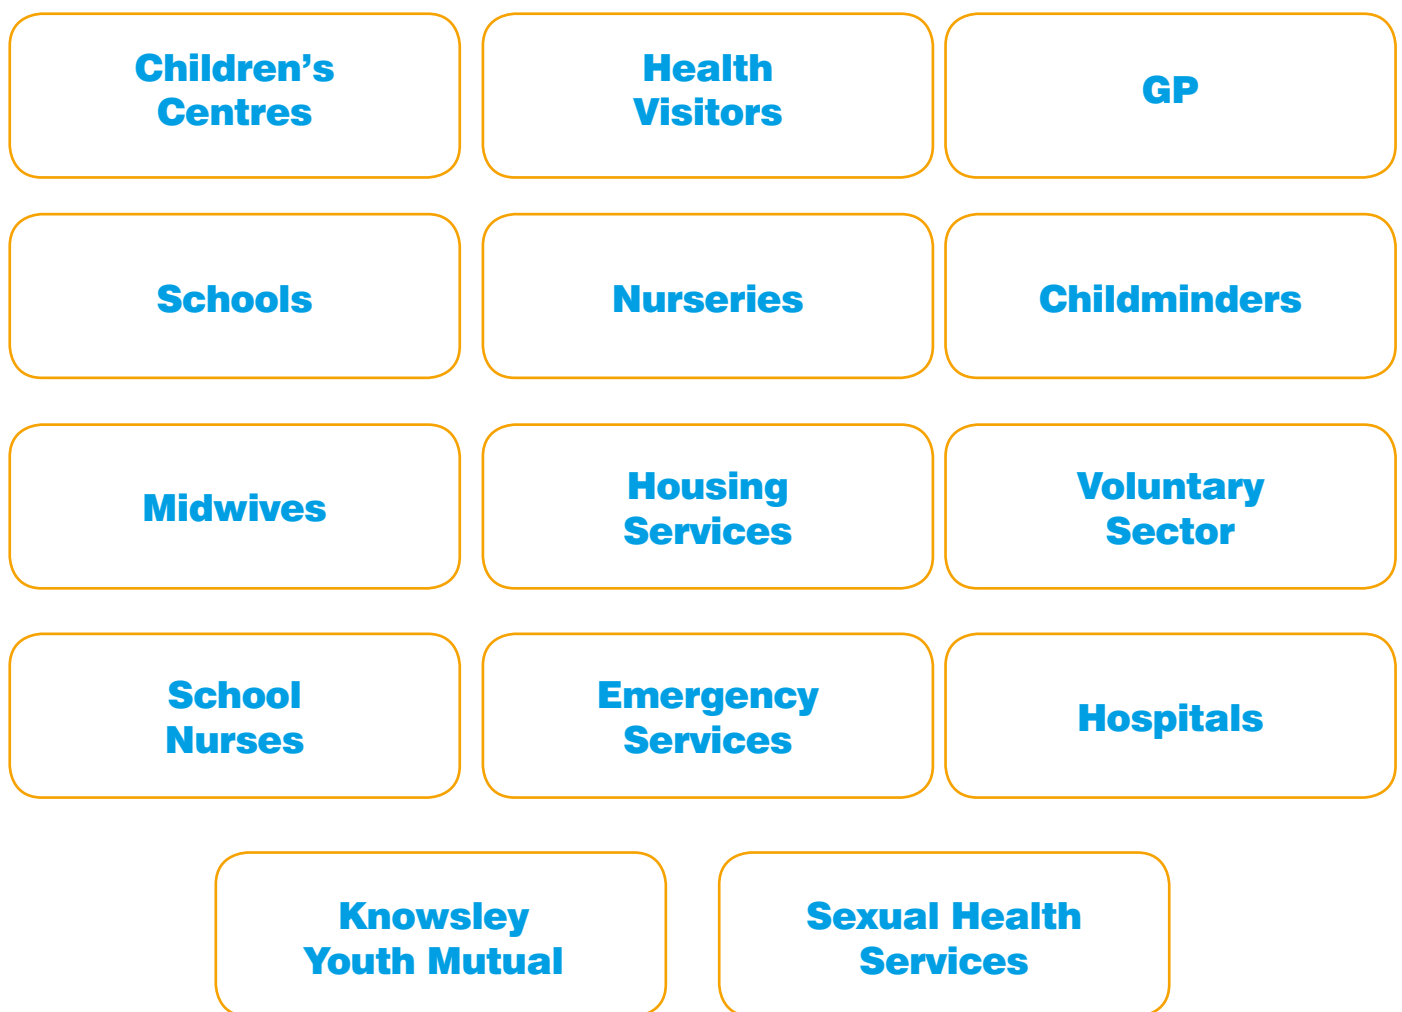 Children’s
Centres
Health
Visitors
GP
Schools
Nurseries
Childminders
Midwives
Housing
Services
Voluntary
Sector
School
Nurses
Emergency
Services
Hospitals
Knowsley
Youth Mutual
Sexual Health
Services